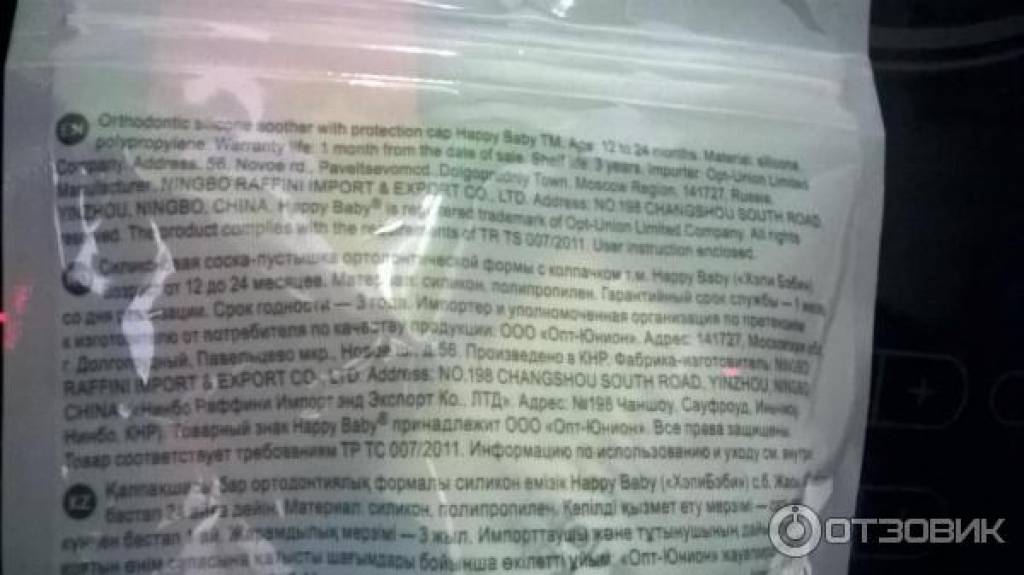 EN Orthodontic silicone soother with protection cap Happy Baby TM. Age: 12 to 24 months. Material: silicone,
polypropylene. Warranty life: 1 month from the date of sale. Shelf life: 3 years. Importer: Opt-Union Limited
Company. Address: 56, Novoe rd., Paveltsevomcd., Dolgoprudniy Town, Moscow Region, 141727, Russia.
Manufacturer: NINGBO RAFFINI IMPORT & EXPORT CO., LTD. Address: NO.198 CHANGSHOU SOUTH ROAD,
YINZHOU, NINGBO, CHINA. Happy Baby® is registered trademark of Opt-Union Limited Company. All rights
reserved. The product complies with the requirements of TR TS 007/2011. User instruction enclosed.
Силиконовая соска-пустышка ортодонтической формы с колпачком т.м. Happy Baby («Хэпи Бэби»),
возраст от 12 до 24 месяцев. Материал: силикон, полипропилен. Гарантийный срок службы — 1 месяц
со дня реализации. Срок годности — 3 года. Импортер и уполномоченная организация по претензиям
к изготовителю от потребителя по качеству продукции: ООО «Опт-Юнион». Адрес: 141727, Московская обл.
г. Долгопрудный, Павельцево мкр., Новое ш., д.56. Произведено в КНР. Фабрика-изготовитель: NINGBO
RAFFINI IMPORT & EXPORT CO., LTD. Address: NO.198 CHANGSHOU SOUTH ROAD, YINZHOU, NINGBO
CHINA. «Нинбо Раффини Импорт энд Экспорт Ко., ЛТД». Адрес: №198 Чаншоу, Сауфроуд, Иньчжоу,
Нинбо, КНР). Товарный знак Happy Baby® принадлежит ООО «Опт-Юнион». Все права защищены.
Товар соответствует требованиям ТР ТС 007/2011. Информацию по использованию и уходу см. внутри.
KZ Қалпақшасы бар ортодонтиялық формалы силикон емізік Happy Baby («ХэпиБэби») с.б. Жасы
бастап 24 айға дейін. Материал: силикон, полипропилен. Кепілді қызмет ету мерзімі —
күнінен бастап 1 ай. Жарамдылық мерзімі — 3 жыл. Импорттаушы және тұтынушының
өнім сапасына қатысты шағымдары бойынша өкілетті ұйым: «Опт-Юнион»
ОТЗОВИК